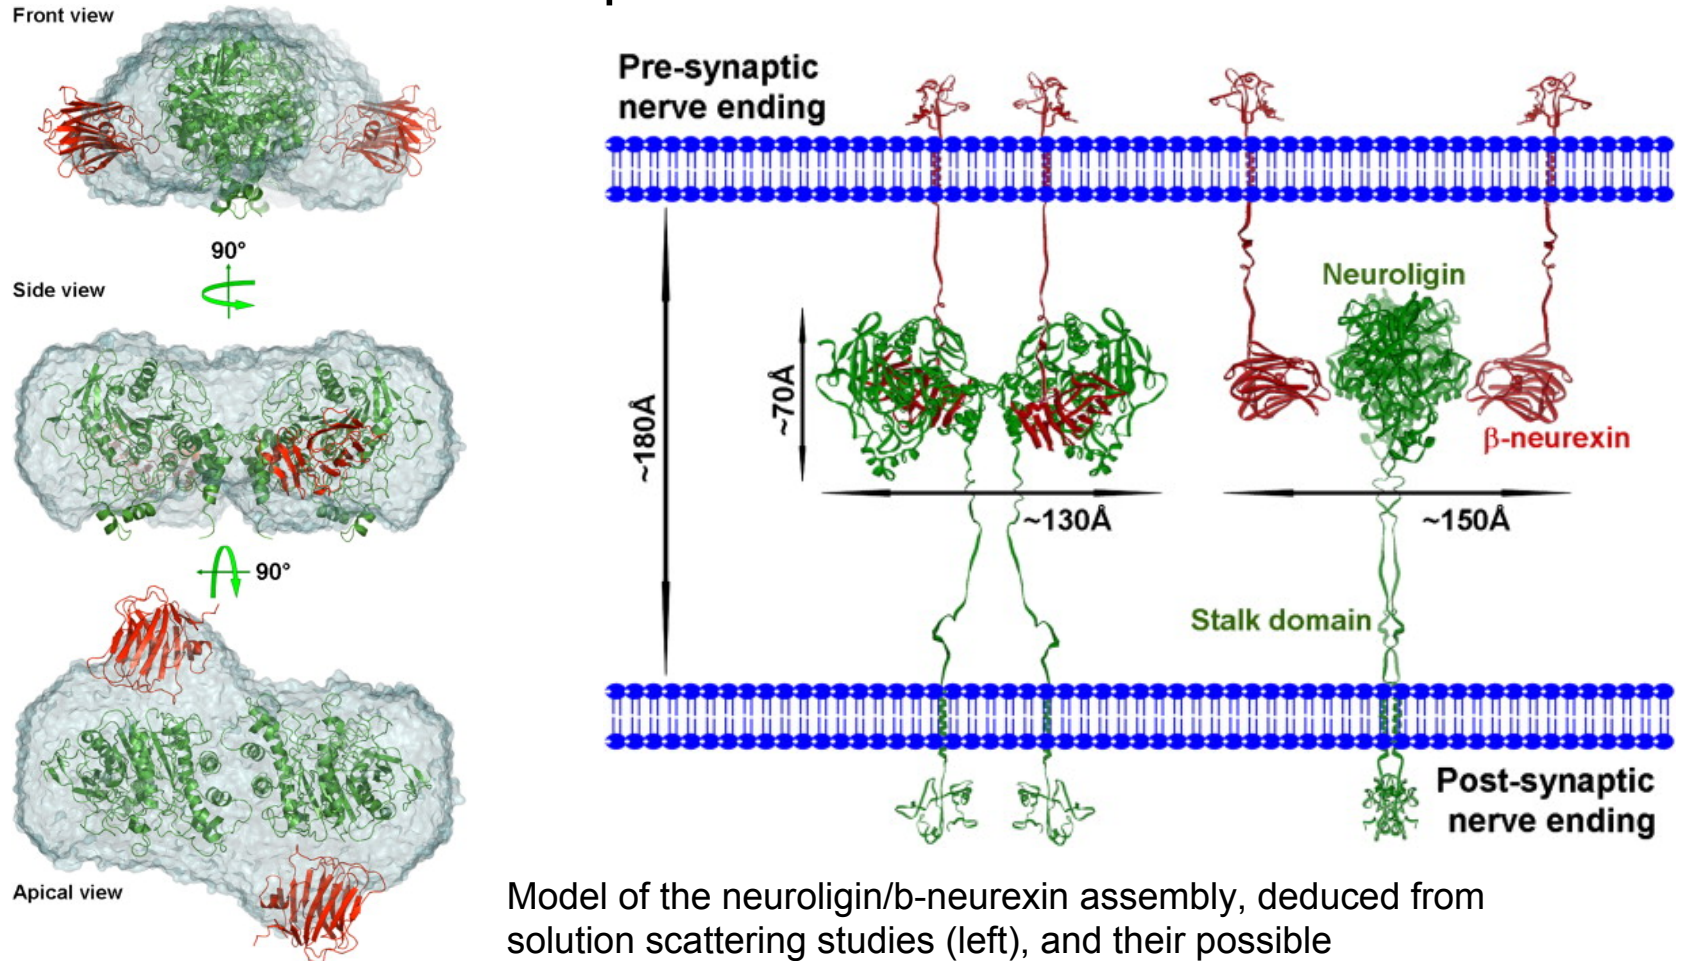 Front view
90°
Side view
90°
Apical view
Pre-synaptic
nerve ending
Neuroligin
~70Å
~180Å
β-neurexin
~130Å
~150Å
Stalk domain
Post-synaptic
nerve ending
Model of the neuroligin/b-neurexin assembly, deduced from
solution scattering studies (left), and their possible